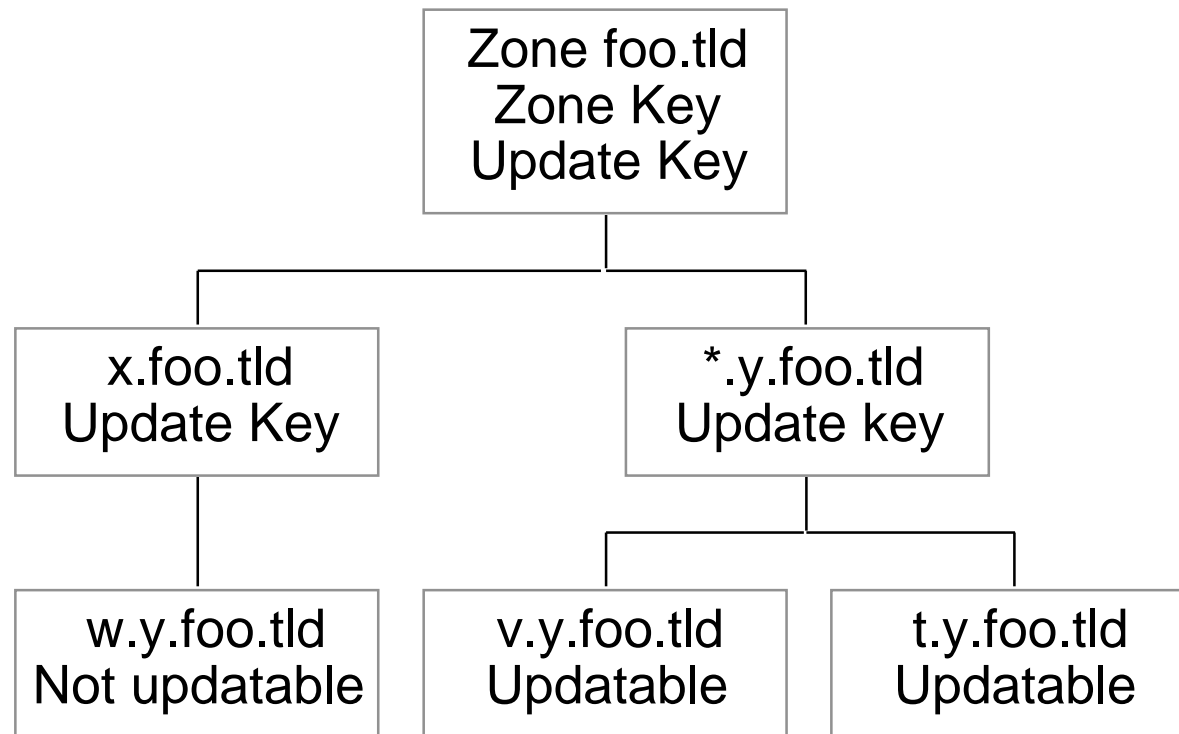 Zone foo.tld
Zone Key
Update Key
x.foo.tld
Update Key
*.y.foo.tld
Update key
w.y.foo.tld
Not updatable
v.y.foo.tld
Updatable
t.y.foo.tld
Updatable